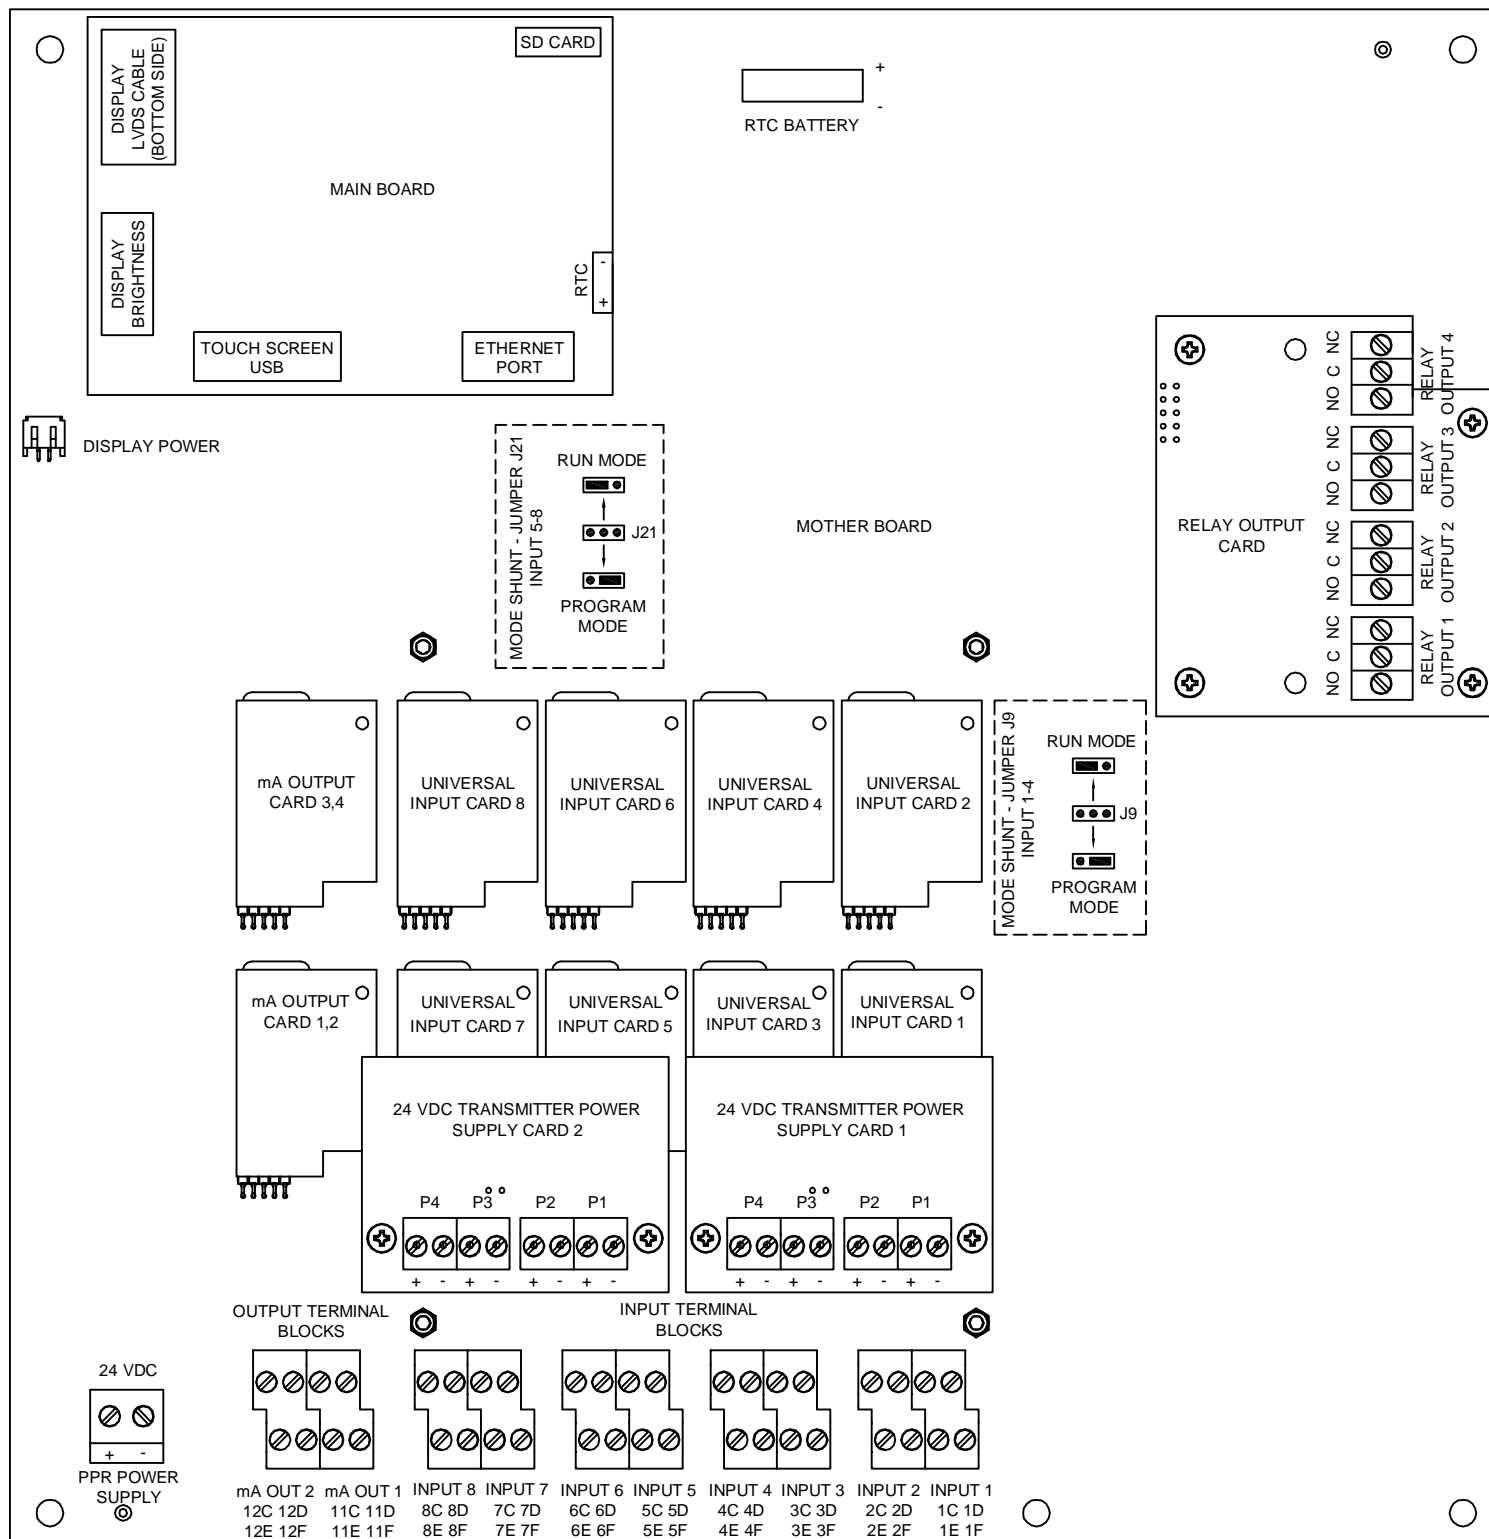 SD CARD
DISPLAY
LVDS CABLE
(BOTTOM SIDE)
+
-
RTC BATTERY
MAIN BOARD
DISPLAY
BRIGHTNESS
RTC
-
+
TOUCH SCREEN
USB
ETHERNET
PORT
DISPLAY POWER
MODE SHUNT - JUMPER J21
INPUT 5-8
RUN MODE
J21
PROGRAM
MODE
MOTHER BOARD
RELAY OUTPUT
CARD
NO C NC
RELAY
OUTPUT 4
NO C NC
RELAY
OUTPUT 3
NO C NC
RELAY
OUTPUT 2
NO C NC
RELAY
OUTPUT 1
mA OUTPUT
CARD 3,4
UNIVERSAL
INPUT CARD 8
UNIVERSAL
INPUT CARD 6
UNIVERSAL
INPUT CARD 4
UNIVERSAL
INPUT CARD 2
MODE SHUNT - JUMPER J9
INPUT 1-4
RUN MODE
J9
PROGRAM
MODE
mA OUTPUT
CARD 1,2
UNIVERSAL
INPUT CARD 7
UNIVERSAL
INPUT CARD 5
UNIVERSAL
INPUT CARD 3
UNIVERSAL
INPUT CARD 1
24 VDC TRANSMITTER POWER
SUPPLY CARD 2
P4 P3 P2 P1
+ - + - + - + -
24 VDC TRANSMITTER POWER
SUPPLY CARD 1
P4 P3 P2 P1
+ - + - + - + -
OUTPUT TERMINAL
BLOCKS
INPUT TERMINAL
BLOCKS
24 VDC
+ -
PPR POWER
SUPPLY
mA OUT 2
12C 12D
12E 12F
mA OUT 1
11C 11D
11E 11F
INPUT 8
8C 8D
8E 8F
INPUT 7
7C 7D
7E 7F
INPUT 6
6C 6D
6E 6F
INPUT 5
5C 5D
5E 5F
INPUT 4
4C 4D
4E 4F
INPUT 3
3C 3D
3E 3F
INPUT 2
2C 2D
2E 2F
INPUT 1
1C 1D
1E 1F